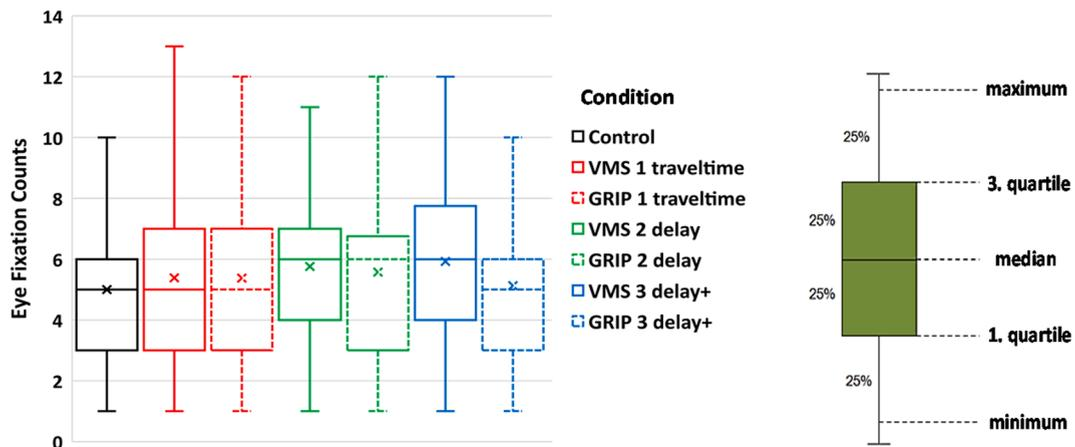 14
12
10
8
6
4
2
0
Eye Fixation Counts
Condition
Control
VMS 1 traveltime
GRIP 1 traveltime
VMS 2 delay
GRIP 2 delay
VMS 3 delay+
GRIP 3 delay+
maximum
25%
3. quartile
25%
median
25%
1. quartile
25%
minimum